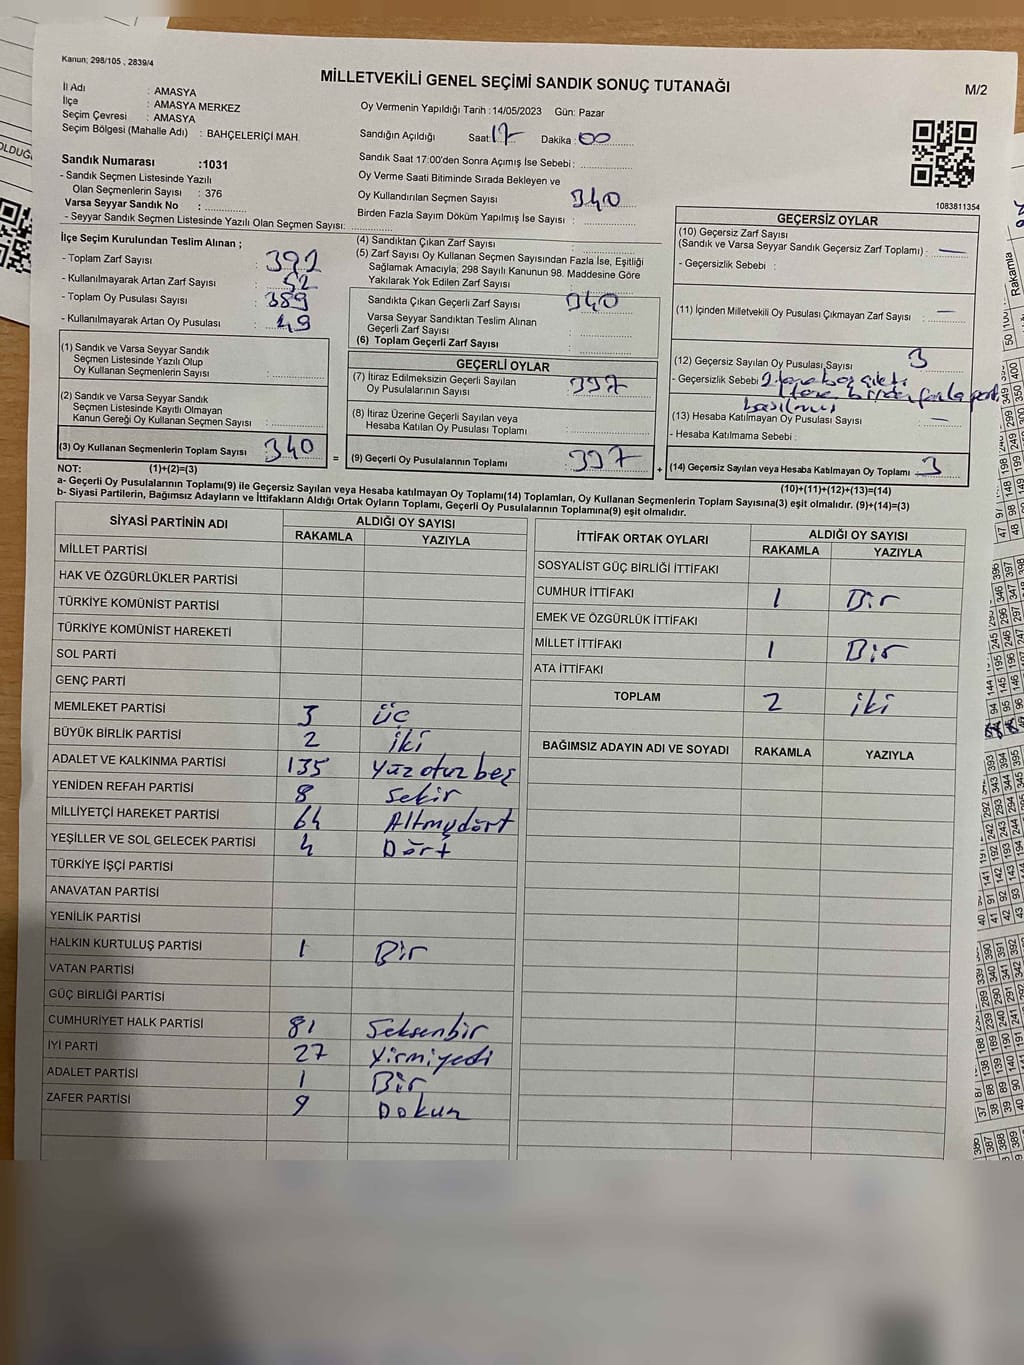 Kanun; 298/105 , 2839/4
MİLLETVEKİLİ GENEL SEÇİMİ SANDIK SONUÇ TUTANAĞI
M/2
İl Adı : AMASYA
İlçe : AMASYA MERKEZ
Seçim Çevresi : AMASYA
Seçim Bölgesi (Mahalle Adı) : BAHÇELERİÇİ MAH.
Sandık Numarası :1031
- Sandık Seçmen Listesinde Yazılı
Olan Seçmenlerin Sayısı : 376
Varsa Seyyar Sandık No :
- Seyyar Sandık Seçmen Listesinde Yazılı Olan Seçmen Sayısı:
Oy Vermenin Yapıldığı Tarih :14/05/2023 Gün: Pazar
Sandığın Açıldığı Saat: 17 Dakika : 00
Sandık Saat 17:00'den Sonra Açımış İse Sebebi:
Oy Verme Saati Bitiminde Sırada Bekleyen ve
Oy Kullandırılan Seçmen Sayısı 340
Birden Fazla Sayım Döküm Yapılmış İse Sayısı :
1083811354
İlçe Seçim Kurulundan Teslim Alınan ;
- Toplam Zarf Sayısı : 392
- Kullanılmayarak Artan Zarf Sayısı : 52
- Toplam Oy Pusulası Sayısı : 389
- Kullanılmayarak Artan Oy Pusulası : 49
(4) Sandıktan Çıkan Zarf Sayısı :
(5) Zarf Sayısı Oy Kullanan Seçmen Sayısından Fazla İse, Eşitliği
Sağlamak Amacıyla, 298 Sayılı Kanunun 98. Maddesine Göre
Yakılarak Yok Edilen Zarf Sayısı :
Sandıkta Çıkan Geçerli Zarf Sayısı 340
Varsa Seyyar Sandıktan Teslim Alınan
Geçerli Zarf Sayısı :
(6) Toplam Geçerli Zarf Sayısı :
GEÇERSİZ OYLAR
(10) Geçersiz Zarf Sayısı
(Sandık ve Varsa Seyyar Sandık Geçersiz Zarf Toplamı) : —
- Geçersizlik Sebebi :
(11) İçinden Milletvekili Oy Pusulası Çıkmayan Zarf Sayısı : —
(12) Geçersiz Sayılan Oy Pusulası Sayısı : 3
- Geçersizlik Sebebi 2 tane boş çıktı.
1 tane birden fazla
basılmış
(13) Hesaba Katılmayan Oy Pusulası Sayısı : —
- Hesaba Katılmama Sebebi :
(14) Geçersiz Sayılan veya Hesaba Katılmayan Oy Toplamı 3
(10)+(11)+(12)+(13)=(14)
(1) Sandık ve Varsa Seyyar Sandık
Seçmen Listesinde Yazılı Olup
Oy Kullanan Seçmenlerin Sayısı :
(2) Sandık ve Varsa Seyyar Sandık
Seçmen Listesinde Kayıtlı Olmayan
Kanun Gereği Oy Kullanan Seçmen Sayısı :
(3) Oy Kullanan Seçmenlerin Toplam Sayısı 340
GEÇERLİ OYLAR
(7) İtiraz Edilmeksizin Geçerli Sayılan
Oy Pusulalarının Sayısı : 337
(8) İtiraz Üzerine Geçerli Sayılan veya
Hesaba Katılan Oy Pusulası Toplamı :
= (9) Geçerli Oy Pusulalarının Toplamı 337 +
NOT: (1)+(2)=(3)
a- Geçerli Oy Pusulalarının Toplamı(9) ile Geçersiz Sayılan veya Hesaba katılmayan Oy Toplamı(14) Toplamları, Oy Kullanan Seçmenlerin Toplam Sayısına(3) eşit olmalıdır. (9)+(14)=(3)
b- Siyasi Partilerin, Bağımsız Adayların ve İttifakların Aldığı Ortak Oyların Toplamı, Geçerli Oy Pusulalarının Toplamına(9) eşit olmalıdır.
SİYASİ PARTİNİN ADI ALDIĞI OY SAYISI
RAKAMLA YAZIYLA
MİLLET PARTİSİ
HAK VE ÖZGÜRLÜKLER PARTİSİ
TÜRKİYE KOMÜNİST PARTİSİ
TÜRKİYE KOMÜNİST HAREKETİ
SOL PARTİ
GENÇ PARTİ
MEMLEKET PARTİSİ 3 üç
BÜYÜK BİRLİK PARTİSİ 2 iki
ADALET VE KALKINMA PARTİSİ 135 yüzotuzbeş
YENİDEN REFAH PARTİSİ 8 Sekiz
MİLLİYETÇİ HAREKET PARTİSİ 64 Altmışdört
YEŞİLLER VE SOL GELECEK PARTİSİ 4 Dört
TÜRKİYE İŞÇİ PARTİSİ
ANAVATAN PARTİSİ
YENİLİK PARTİSİ
HALKIN KURTULUŞ PARTİSİ 1 Bir
VATAN PARTİSİ
GÜÇ BİRLİĞİ PARTİSİ
CUMHURİYET HALK PARTİSİ 81 Seksenbir
İYİ PARTİ 27 Yirmiyedi
ADALET PARTİSİ 1 Bir
ZAFER PARTİSİ 9 Dokuz
İTTİFAK ORTAK OYLARI ALDIĞI OY SAYISI
RAKAMLA YAZIYLA
SOSYALİST GÜÇ BİRLİĞİ İTTİFAKI
CUMHUR İTTİFAKI 1 Bir
EMEK VE ÖZGÜRLÜK İTTİFAKI
MİLLET İTTİFAKI 1 Bir
ATA İTTİFAKI
TOPLAM 2 iki
BAĞIMSIZ ADAYIN ADI VE SOYADI RAKAMLA YAZIYLA
Rakamla